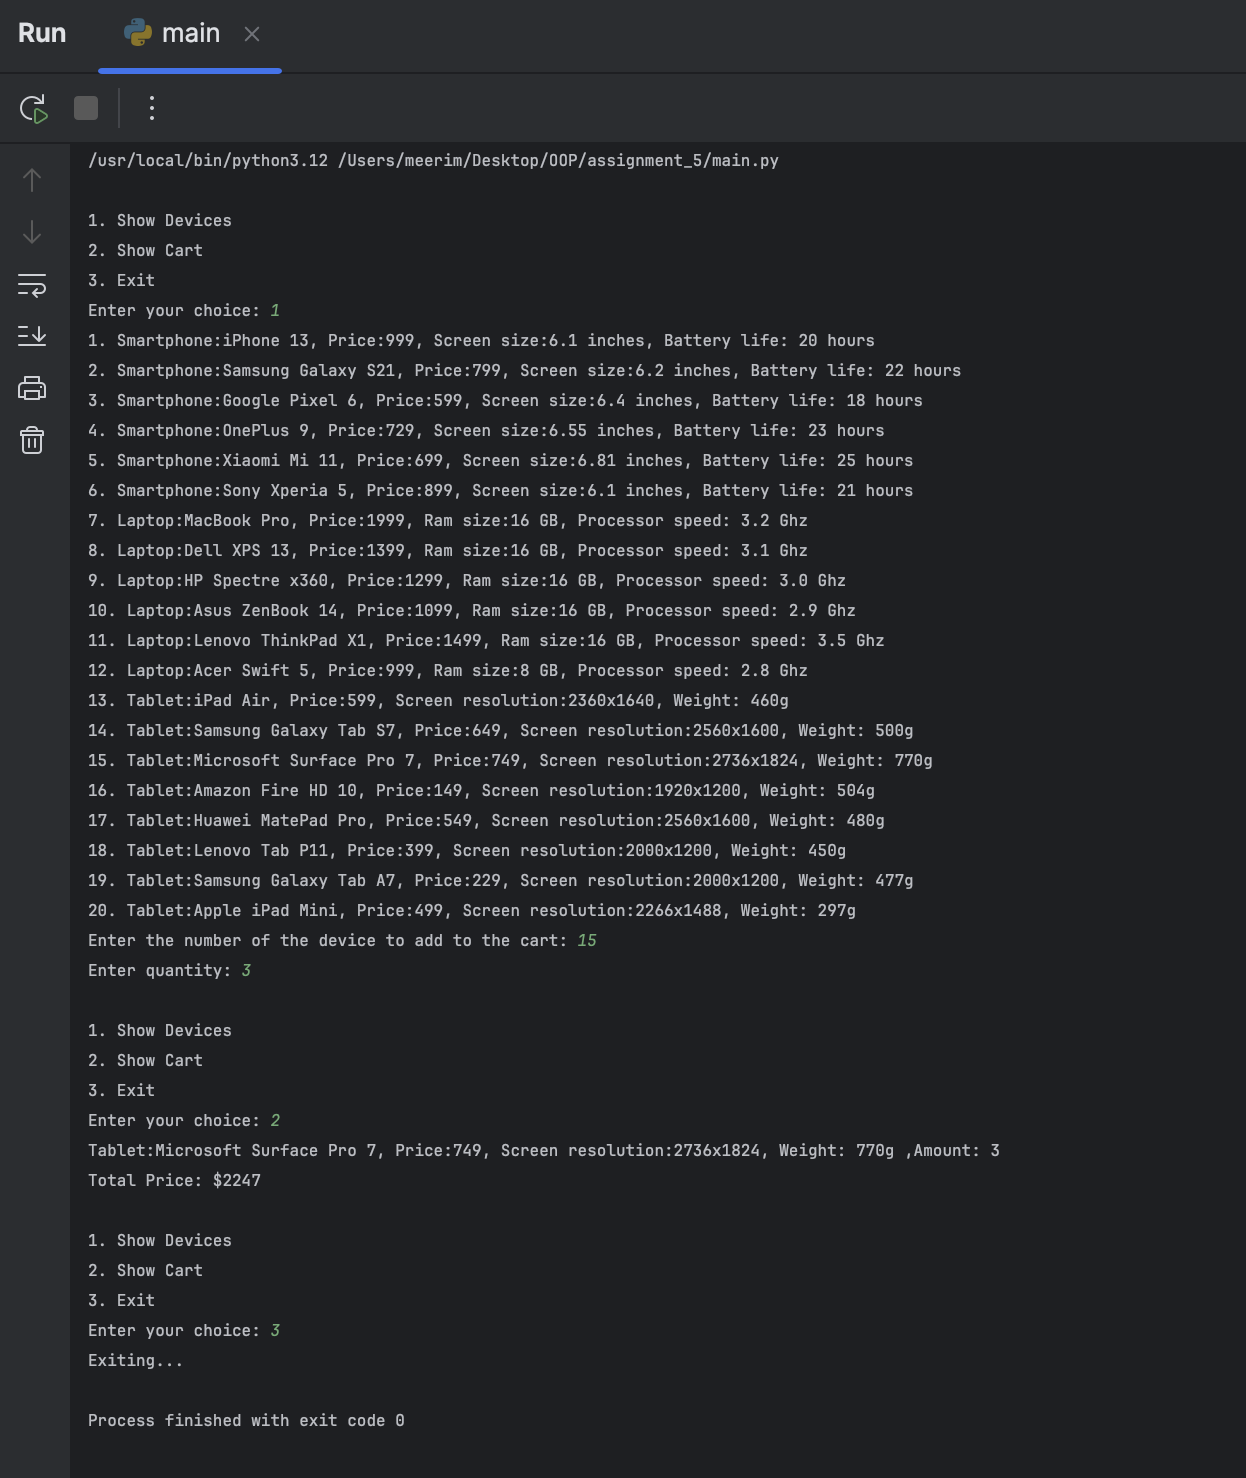 Run main
/usr/local/bin/python3.12 /Users/meerim/Desktop/OOP/assignment_5/main.py
1. Show Devices
2. Show Cart
3. Exit
Enter your choice: 1
1. Smartphone:iPhone 13, Price:999, Screen size:6.1 inches, Battery life: 20 hours
2. Smartphone:Samsung Galaxy S21, Price:799, Screen size:6.2 inches, Battery life: 22 hours
3. Smartphone:Google Pixel 6, Price:599, Screen size:6.4 inches, Battery life: 18 hours
4. Smartphone:OnePlus 9, Price:729, Screen size:6.55 inches, Battery life: 23 hours
5. Smartphone:Xiaomi Mi 11, Price:699, Screen size:6.81 inches, Battery life: 25 hours
6. Smartphone:Sony Xperia 5, Price:899, Screen size:6.1 inches, Battery life: 21 hours
7. Laptop:MacBook Pro, Price:1999, Ram size:16 GB, Processor speed: 3.2 Ghz
8. Laptop:Dell XPS 13, Price:1399, Ram size:16 GB, Processor speed: 3.1 Ghz
9. Laptop:HP Spectre x360, Price:1299, Ram size:16 GB, Processor speed: 3.0 Ghz
10. Laptop:Asus ZenBook 14, Price:1099, Ram size:16 GB, Processor speed: 2.9 Ghz
11. Laptop:Lenovo ThinkPad X1, Price:1499, Ram size:16 GB, Processor speed: 3.5 Ghz
12. Laptop:Acer Swift 5, Price:999, Ram size:8 GB, Processor speed: 2.8 Ghz
13. Tablet:iPad Air, Price:599, Screen resolution:2360x1640, Weight: 460g
14. Tablet:Samsung Galaxy Tab S7, Price:649, Screen resolution:2560x1600, Weight: 500g
15. Tablet:Microsoft Surface Pro 7, Price:749, Screen resolution:2736x1824, Weight: 770g
16. Tablet:Amazon Fire HD 10, Price:149, Screen resolution:1920x1200, Weight: 504g
17. Tablet:Huawei MatePad Pro, Price:549, Screen resolution:2560x1600, Weight: 480g
18. Tablet:Lenovo Tab P11, Price:399, Screen resolution:2000x1200, Weight: 450g
19. Tablet:Samsung Galaxy Tab A7, Price:229, Screen resolution:2000x1200, Weight: 477g
20. Tablet:Apple iPad Mini, Price:499, Screen resolution:2266x1488, Weight: 297g
Enter the number of the device to add to the cart: 15
Enter quantity: 3
1. Show Devices
2. Show Cart
3. Exit
Enter your choice: 2
Tablet:Microsoft Surface Pro 7, Price:749, Screen resolution:2736x1824, Weight: 770g ,Amount: 3
Total Price: $2247
1. Show Devices
2. Show Cart
3. Exit
Enter your choice: 3
Exiting...
Process finished with exit code 0